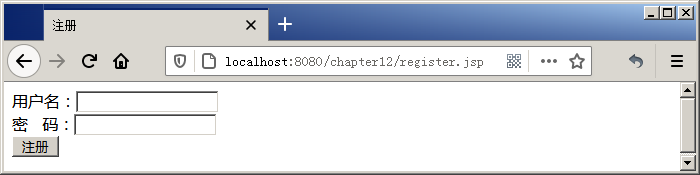 注册
localhost:8080/chapter12/register.jsp
用户名：
密 码：
注册